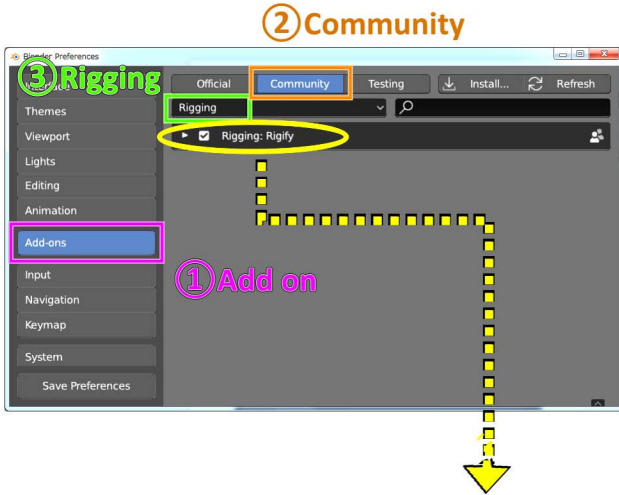 ②Community
Blender Preferences
③Rigging
Official Community Testing Install... Refresh
Themes
Rigging
Viewport
Rigging: Rigify
Lights
Editing
Animation
Add-ons
①Add on
Input
Navigation
Keymap
System
Save Preferences